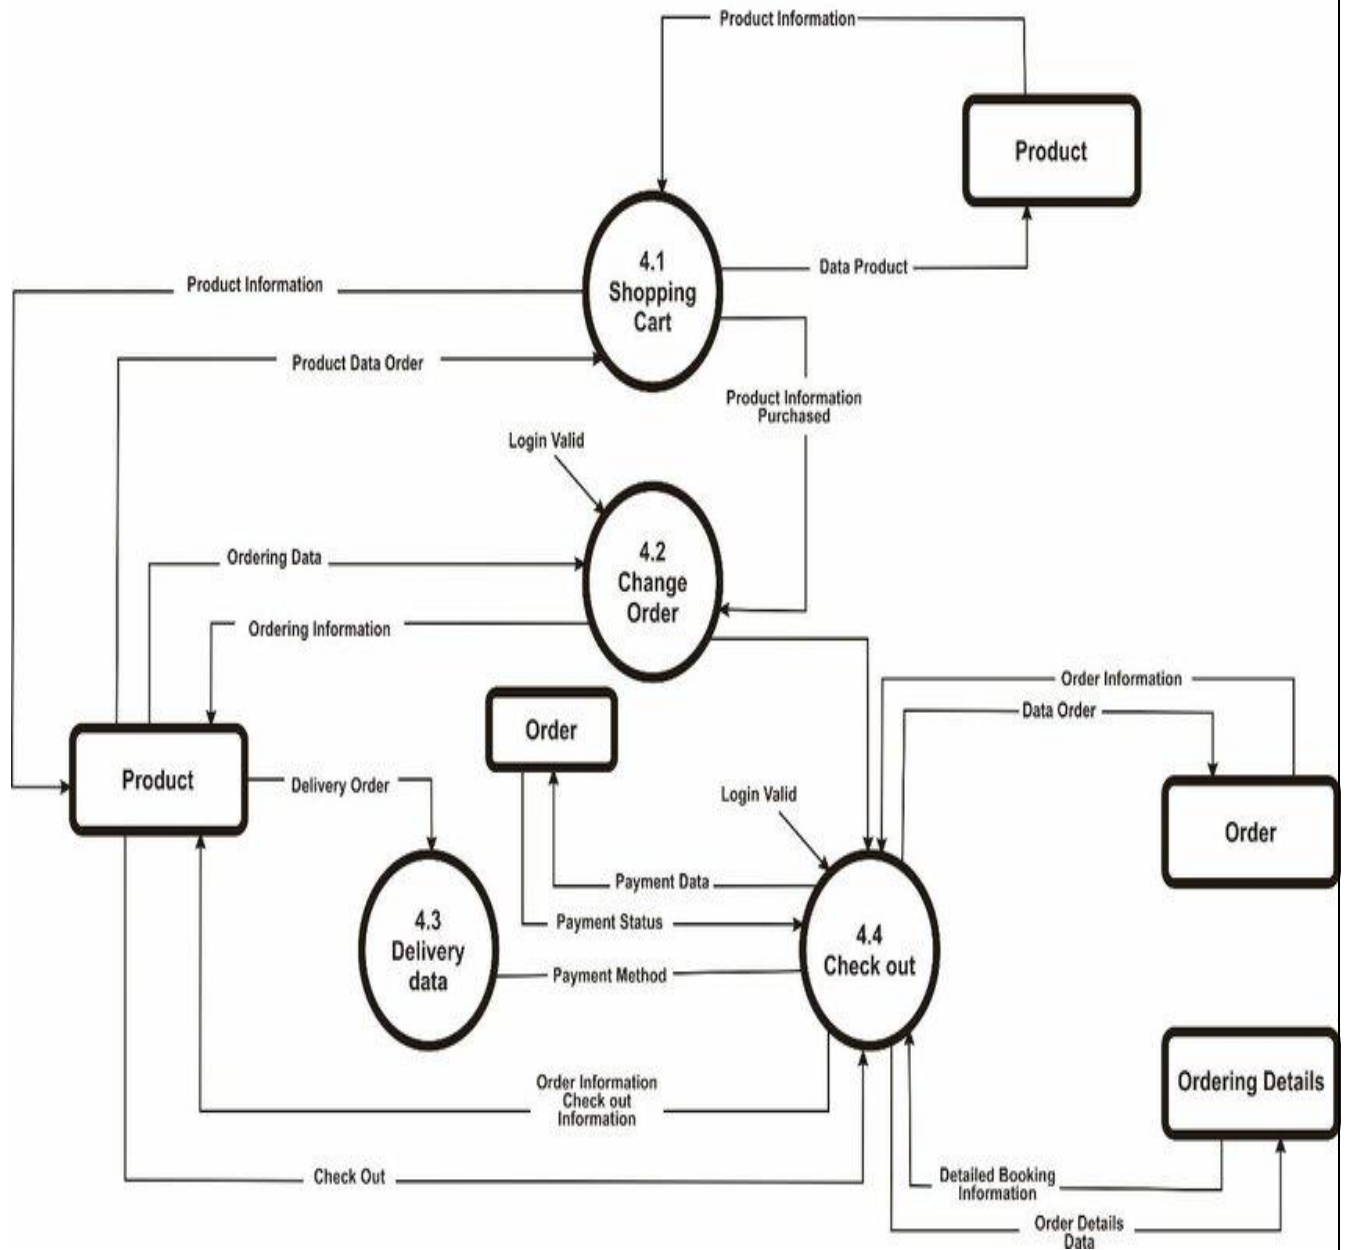 Product Information
Product
4.1
Shopping
Cart
Data Product
Product Information
Product Data Order
Product Information
Purchased
Login Valid
4.2
Change
Order
Ordering Data
Ordering Information
Order Information
Data Order
Order
Product
Delivery Order
Login Valid
Order
Payment Data
Payment Status
4.3
Delivery
data
4.4
Check out
Payment Method
Ordering Details
Order Information
Check out
Information
Check Out
Detailed Booking
Information
Order Details
Data